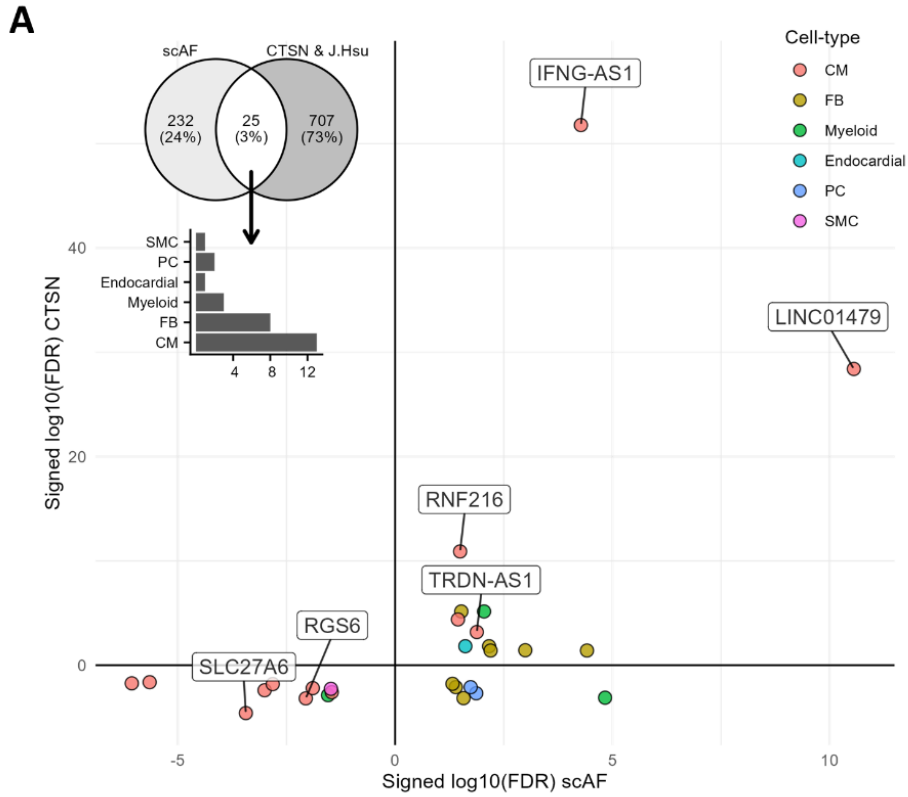 A
scAF
CTSN & J.Hsu
232
(24%)
25
(3%)
707
(73%)
SMC
PC
Endocardial
Myeloid
FB
CM
4
8
12
Cell-type
CM
FB
Myeloid
Endocardial
PC
SMC
IFNG-AS1
LINC01479
RNF216
TRDN-AS1
RGS6
SLC27A6
Signed log10(FDR) CTSN
40
20
0
-5
0
5
10
Signed log10(FDR) scAF